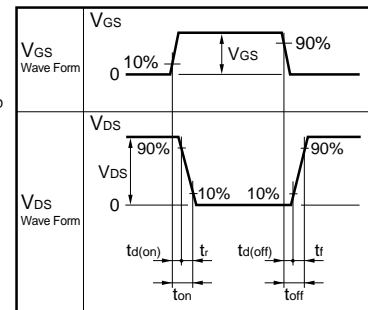 VGS
VGS
Wave Form
10%
VGS
90%
0
VDS
VDS
Wave Form
90%
VDS
10%
10%
90%
0
td(on)
tr
td(off)
tf
ton
toff